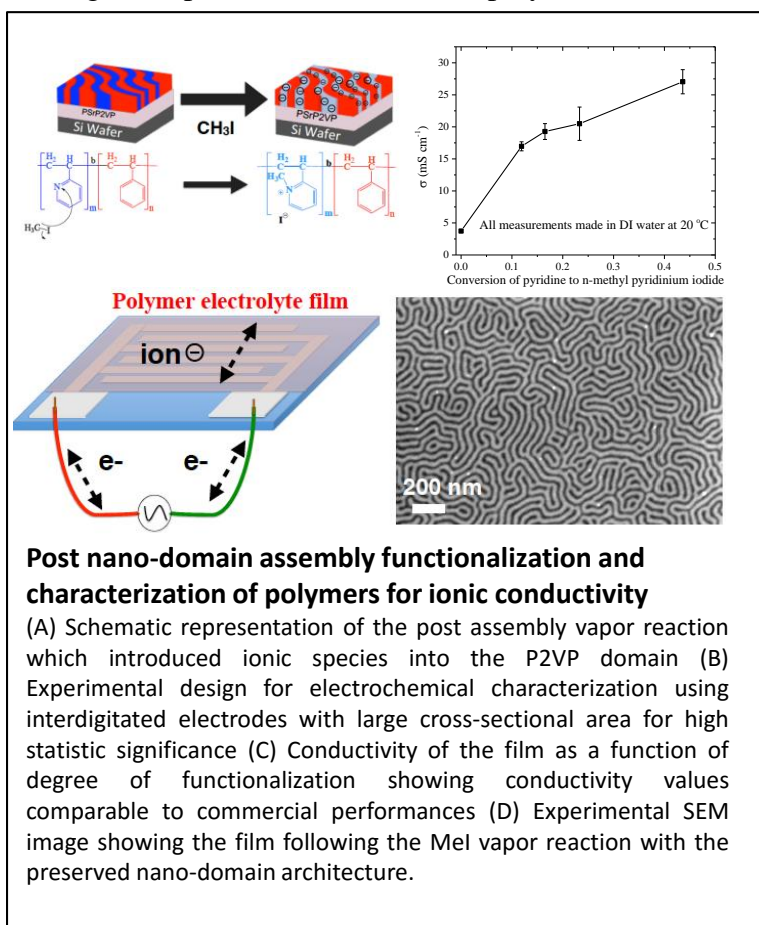 PSrP2VP
Si Wafer
CH₃I
PSrP2VP
Si Wafer
H₂
C
H
C
b
H₂
C
H
C
N
m
n
H₃C
I
H₂
C
H
C
b
H₂
C
H
C
H₃C
N
⊕
I⊖
m
n
σ (mS cm⁻¹)
30
25
20
15
10
5
0
All measurements made in DI water at 20 °C
0.0 0.1 0.2 0.3 0.4 0.5
Conversion of pyridine to n-methyl pyridinium iodide
Polymer electrolyte film
ion ⊖
e- e-
200 nm
Post nano-domain assembly functionalization and
characterization of polymers for ionic conductivity
(A) Schematic representation of the post assembly vapor reaction
which introduced ionic species into the P2VP domain (B)
Experimental design for electrochemical characterization using
interdigitated electrodes with large cross-sectional area for high
statistic significance (C) Conductivity of the film as a function of
degree of functionalization showing conductivity values
comparable to commercial performances (D) Experimental SEM
image showing the film following the MeI vapor reaction with the
preserved nano-domain architecture.